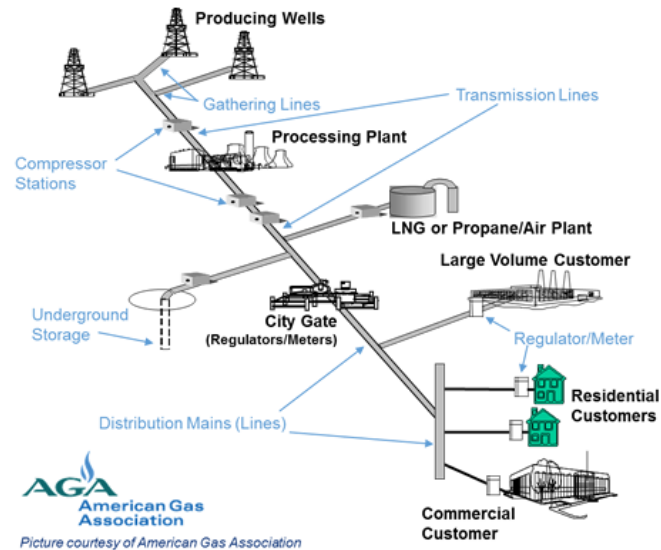 Producing Wells
Gathering Lines
Transmission Lines
Processing Plant
Compressor
Stations
LNG or Propane/Air Plant
Large Volume Customer
Underground
Storage
City Gate
(Regulators/Meters)
Regulator/Meter
Residential
Customers
Distribution Mains (Lines)
Commercial
Customer
AGA
American Gas
Association
Picture courtesy of American Gas Association